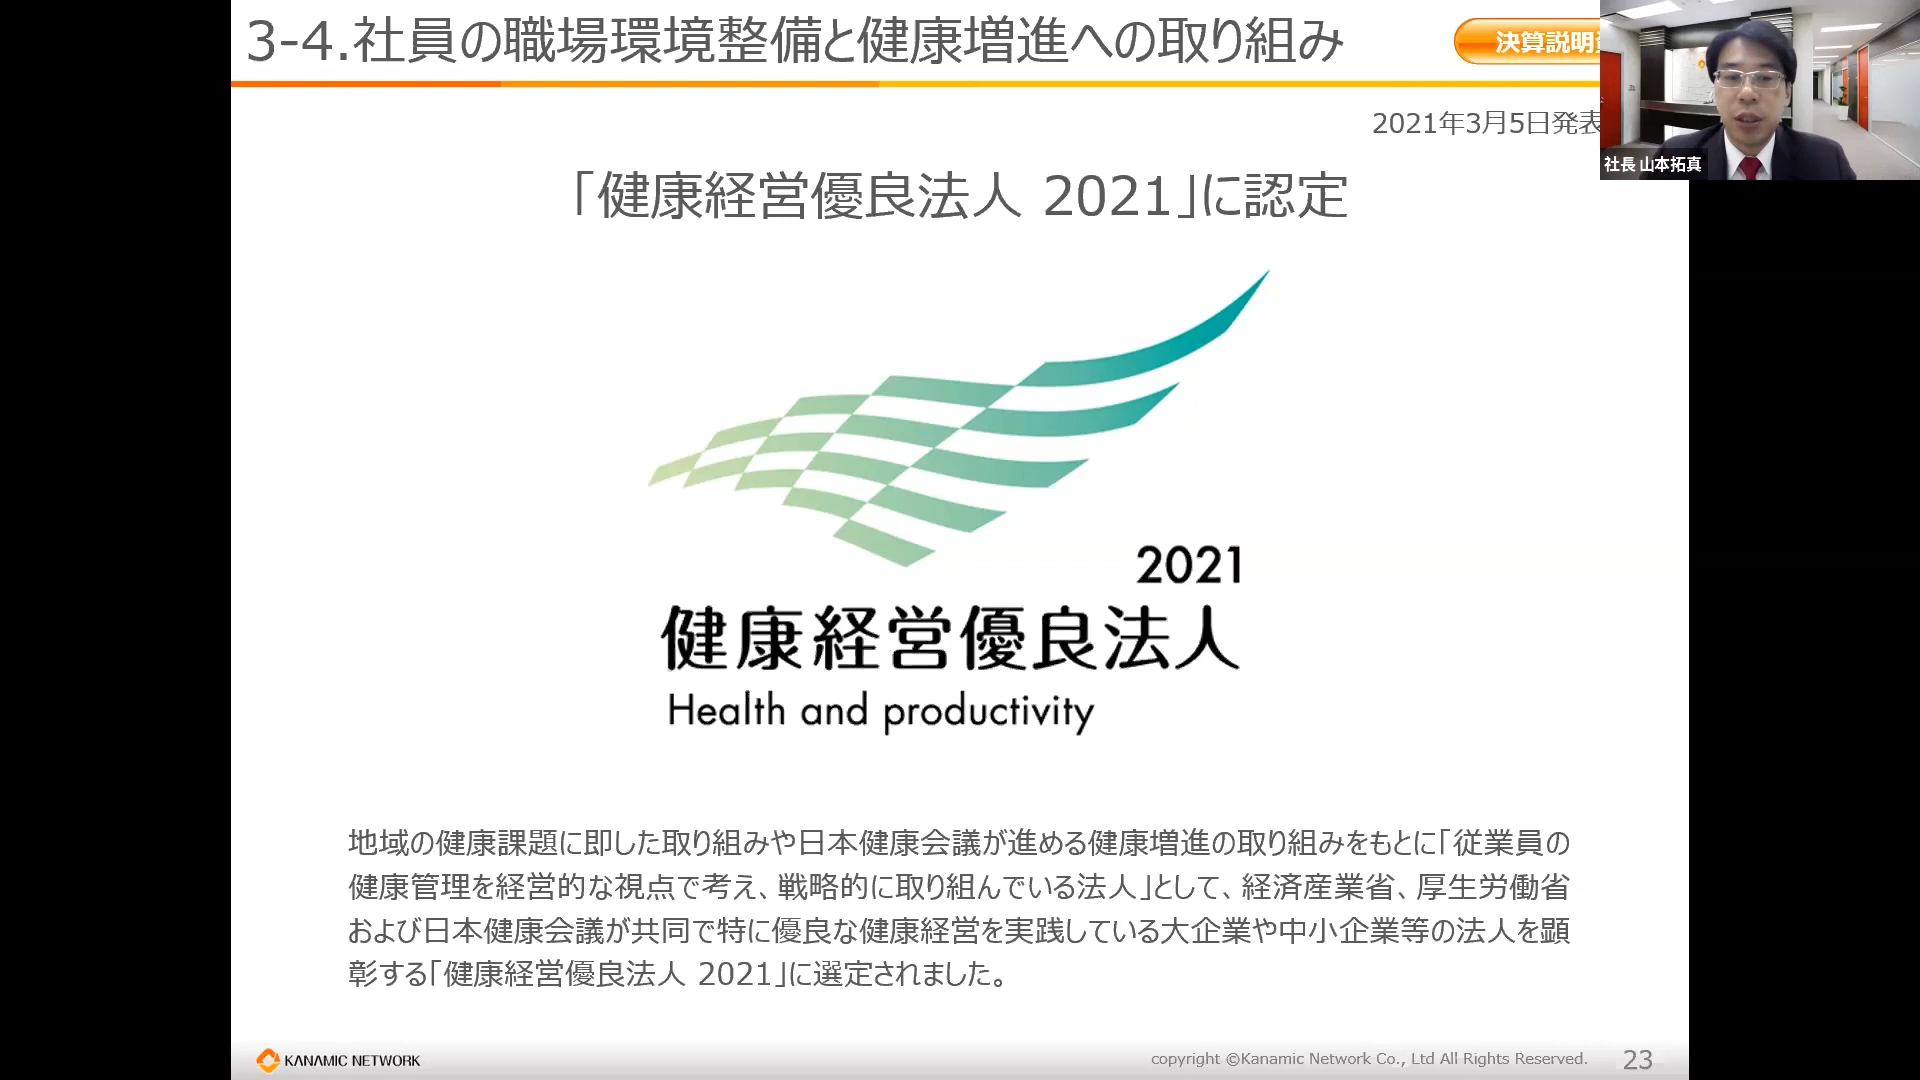 3-4.社員の職場環境整備と健康増進への取り組み
決算説明
社長 山本拓真
2021年3月5日発表
「健康経営優良法人 2021」に認定
2021
健康経営優良法人
Health and productivity
地域の健康課題に即した取り組みや日本健康会議が進める健康増進の取り組みをもとに「従業員の
健康管理を経営的な視点で考え、戦略的に取り組んでいる法人」として、経済産業省、厚生労働省
および日本健康会議が共同で特に優良な健康経営を実践している大企業や中小企業等の法人を顕
彰する「健康経営優良法人 2021」に選定されました。
KANAMIC NETWORK
copyright ©Kanamic Network Co., Ltd All Rights Reserved.
23